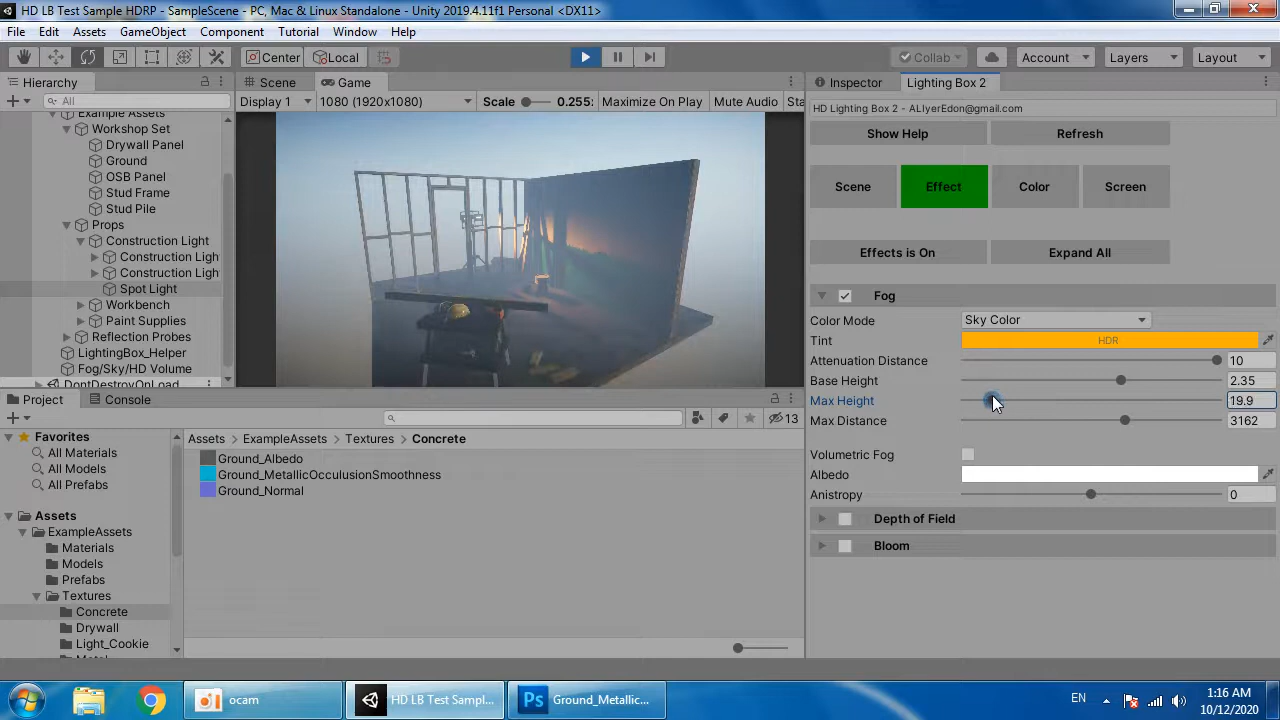 HD LB Test Sample HDRP - SampleScene - PC, Mac & Linux Standalone - Unity 2019.4.11f1 Personal <DX11>
File Edit Assets GameObject Component Tutorial Window Help
Center Local Collab Account Layers Layout
Hierarchy Scene Game Inspector Lighting Box 2
All Display 1 1080 (1920x1080) Scale 0.255: Maximize On Play Mute Audio Sta
HD Lighting Box 2 - ALIyerEdon@gmail.com
Example Assets
Workshop Set
Drywall Panel
Ground
OSB Panel
Stud Frame
Stud Pile
Props
Construction Light
Construction Ligh
Construction Ligh
Spot Light
Workbench
Paint Supplies
Reflection Probes
LightingBox_Helper
Fog/Sky/HD Volume
DontDestroyOnLoad
Show Help Refresh
Scene Effect Color Screen
Effects is On Expand All
Fog
Color Mode Sky Color
Tint HDR
Attenuation Distance 10
Base Height 2.35
Max Height 19.9
Max Distance 3162
Volumetric Fog
Albedo
Anistropy 0
Depth of Field
Bloom
Project Console
13
Favorites
All Materials
All Models
All Prefabs
Assets
ExampleAssets
Materials
Models
Prefabs
Textures
Concrete
Drywall
Light_Cookie
Assets > ExampleAssets > Textures > Concrete
Ground_Albedo
Ground_MetallicOcculusionSmoothness
Ground_Normal
ocam HD LB Test Sampl... Ps Ground_Metallic... EN 1:16 AM
10/12/2020